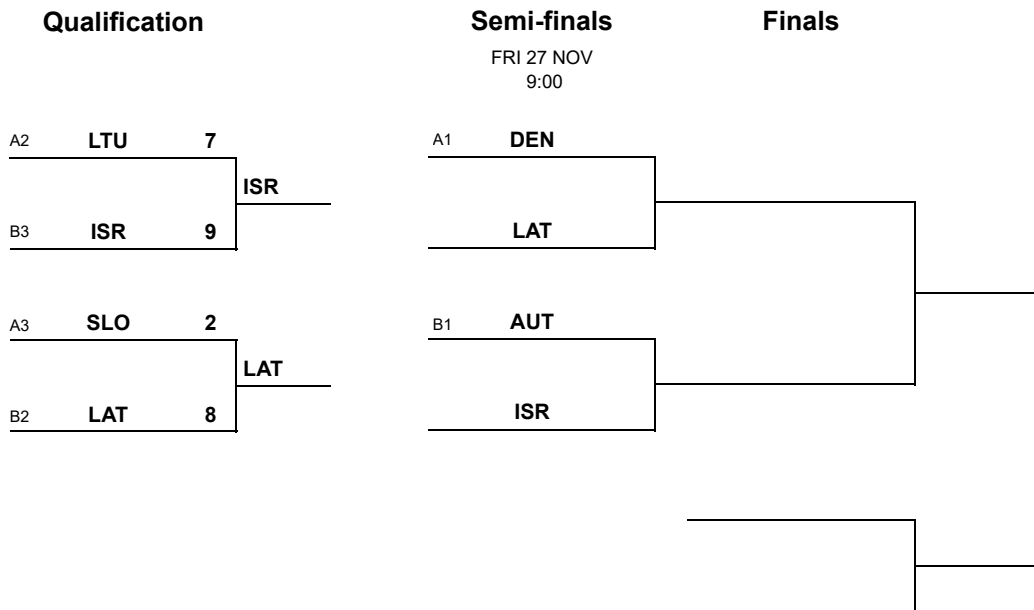 Qualification Semi-finals Finals
FRI 27 NOV
9:00
A2 LTU 7 A1 DEN
ISR
B3 ISR 9 LAT
A3 SLO 2 B1 AUT
LAT
B2 LAT 8 ISR